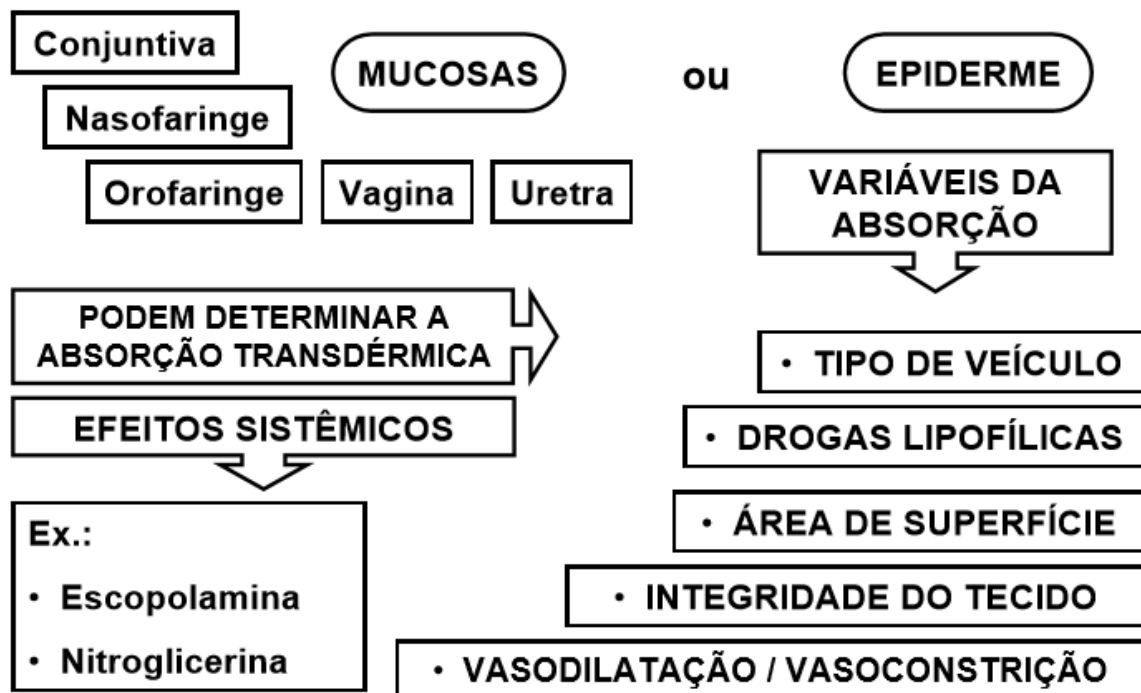 Conjuntiva
MUCOSAS
ou
EPIDERME
Nasofaringe
Orofaringe
Vagina
Uretra
VARIÁVEIS DA
ABSORÇÃO
PODEM DETERMINAR A
ABSORÇÃO TRANSDÉRMICA
EFEITOS SISTÊMICOS
Ex.:
• Escopolamina
• Nitroglicerina
• TIPO DE VEÍCULO
• DROGAS LIPOFÍLICAS
• ÁREA DE SUPERFÍCIE
• INTEGRIDADE DO TECIDO
• VASODILATAÇÃO / VASOCONSTRIÇÃO